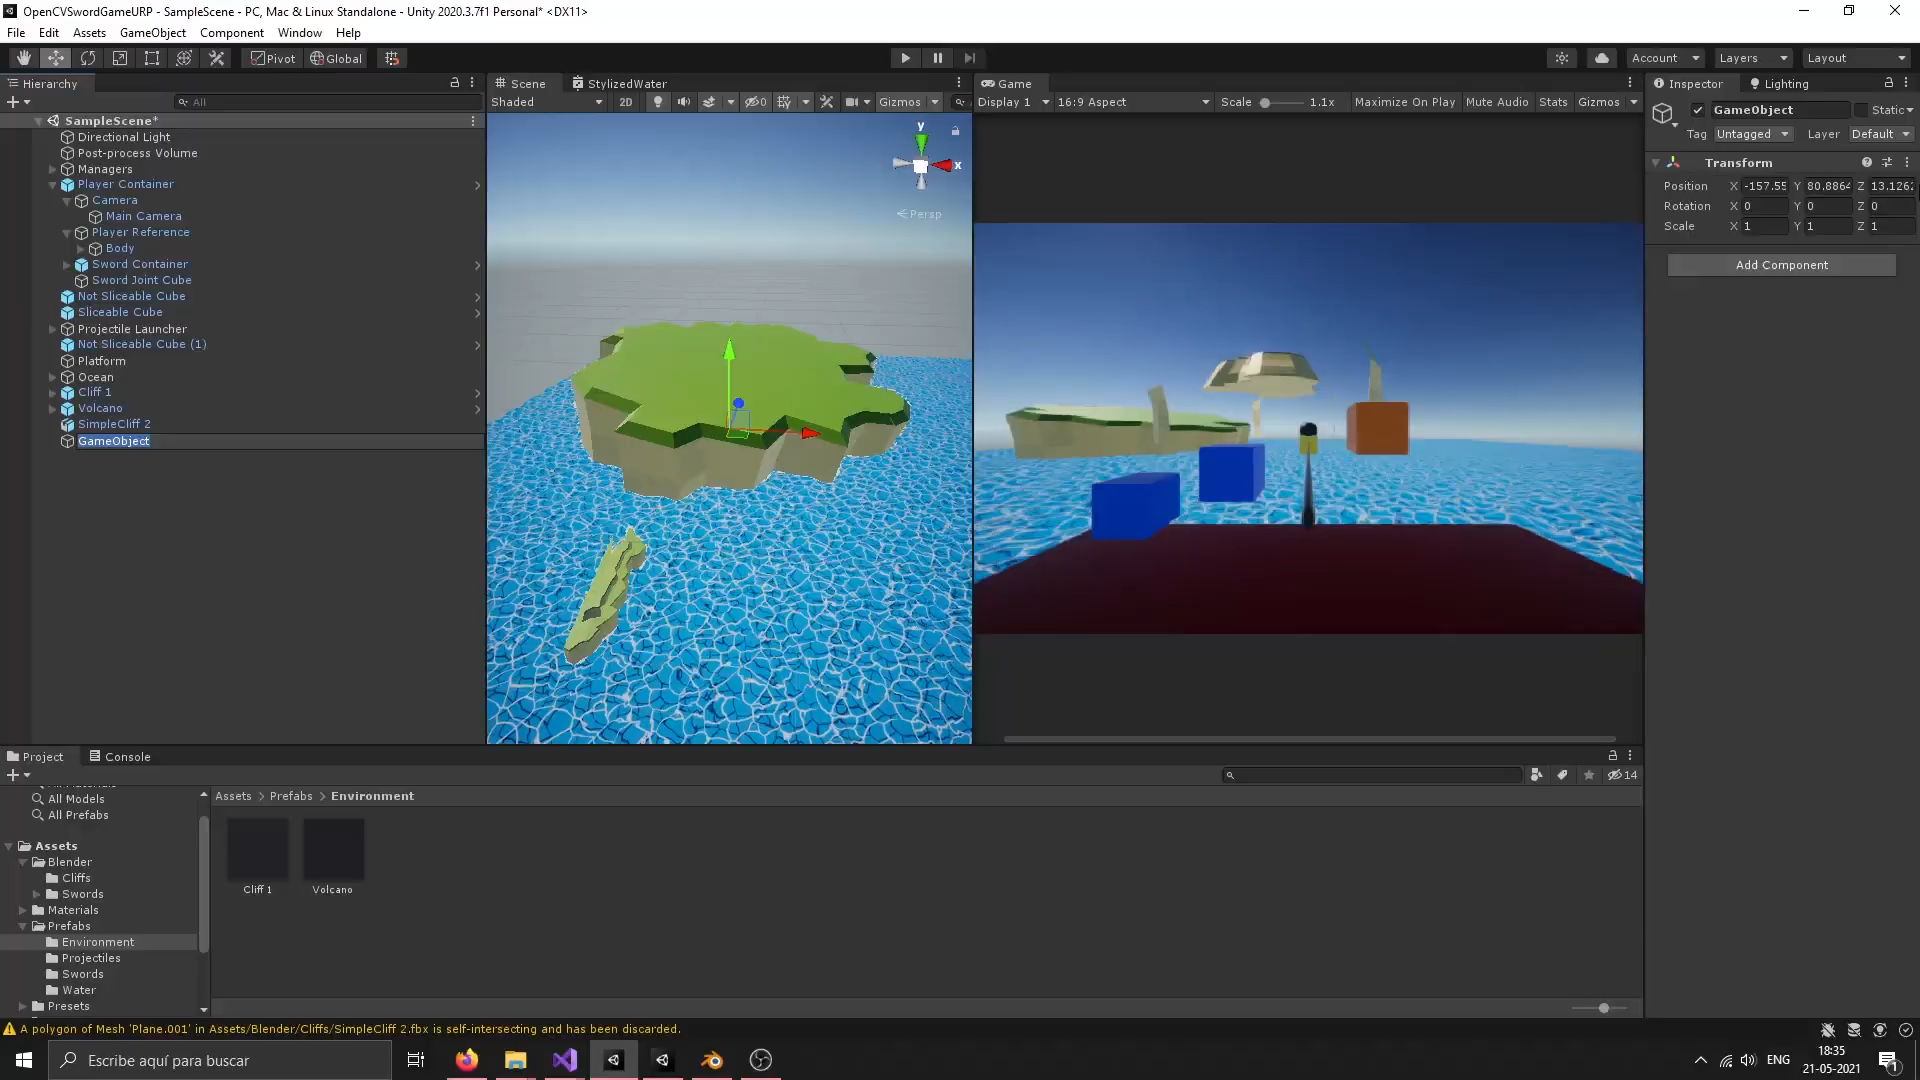 OpenCVSwordGameURP - SampleScene - PC, Mac & Linux Standalone - Unity 2020.3.7f1 Personal* <DX11>
File Edit Assets GameObject Component Window Help
Pivot Global Account Layers Layout
Hierarchy
All
SampleScene*
Directional Light
Post-process Volume
Managers
Player Container
Camera
Main Camera
Player Reference
Body
Sword Container
Sword Joint Cube
Not Sliceable Cube
Sliceable Cube
Projectile Launcher
Not Sliceable Cube (1)
Platform
Ocean
Cliff 1
Volcano
SimpleCliff 2
GameObject
Scene StylizedWater
Shaded 2D 0 Gizmos
y
x
Persp
Game
Display 1 16:9 Aspect Scale 1.1x Maximize On Play Mute Audio Stats Gizmos
Inspector Lighting
GameObject Static
Tag Untagged Layer Default
Transform
Position X -157.55 Y 80.8864 Z 13.1262
Rotation X 0 Y 0 Z 0
Scale X 1 Y 1 Z 1
Add Component
Project Console
14
All Models
All Prefabs
Assets
Blender
Cliffs
Swords
Materials
Prefabs
Environment
Projectiles
Swords
Water
Presets
Assets > Prefabs > Environment
Cliff 1 Volcano
A polygon of Mesh 'Plane.001' in Assets/Blender/Cliffs/SimpleCliff 2.fbx is self-intersecting and has been discarded.
Escribe aquí para buscar
ENG
18:35
21-05-2021
1